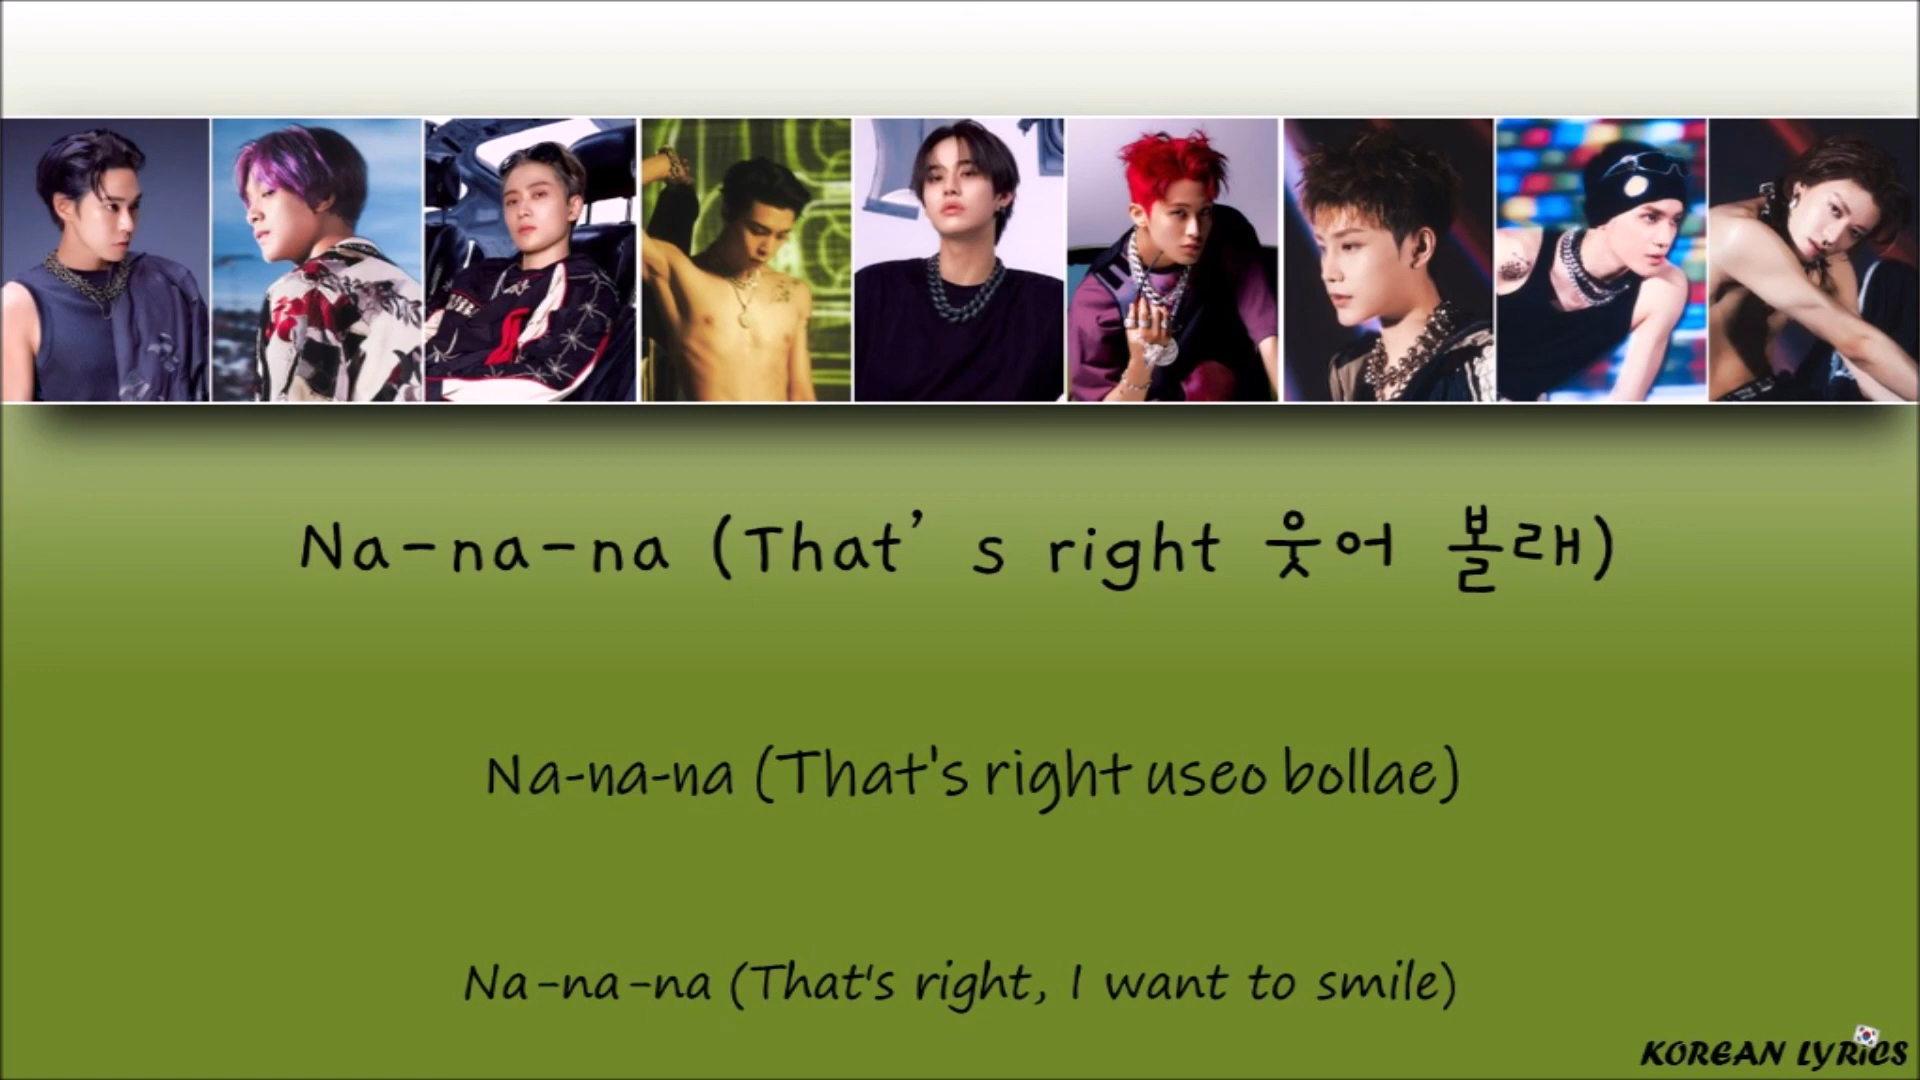 Na-na-na (That’s right 웃어 볼래)
Na-na-na (That's right useo bollae)
Na-na-na (That's right, I want to smile)
KOREAN LYRiCS